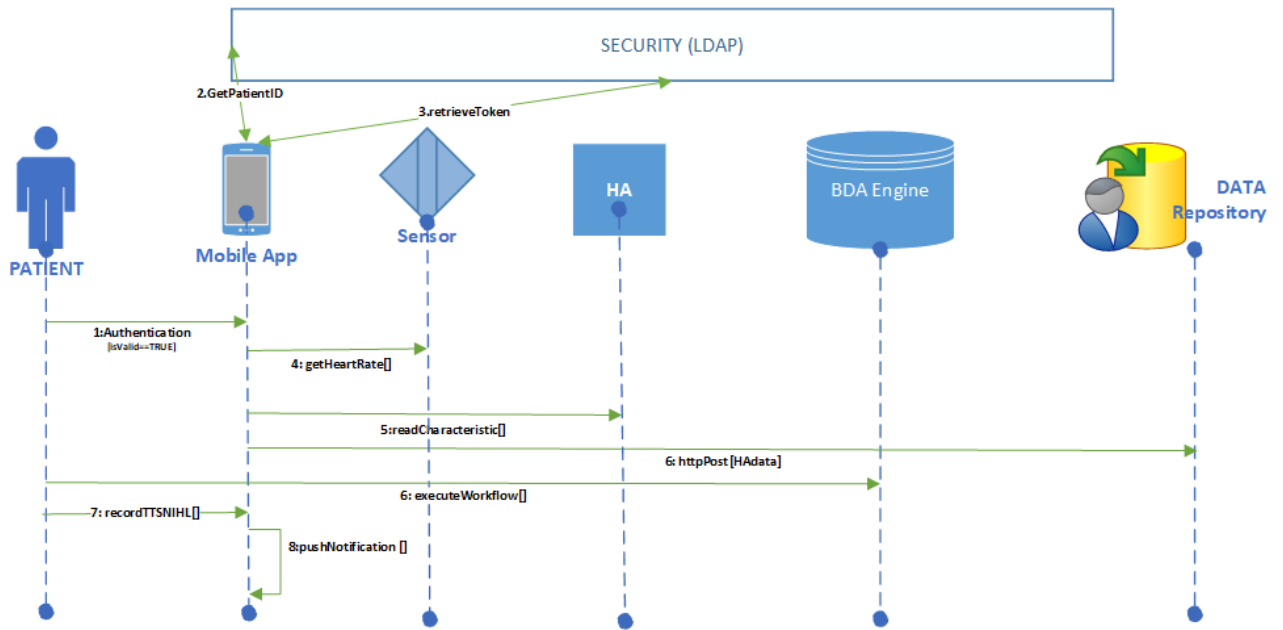 SECURITY (LDAP)
2.GetPatientID
3.retrieveToken
HA
BDA Engine
DATA
Repository
Sensor
Mobile App
PATIENT
1:Authentication
[isValid==TRUE]
4: getHeartRate[]
5:readCharacteristic[]
6: httpPost[HAdata]
6: executeWorkflow[]
7: recordTTSNIHL[]
8:pushNotification []